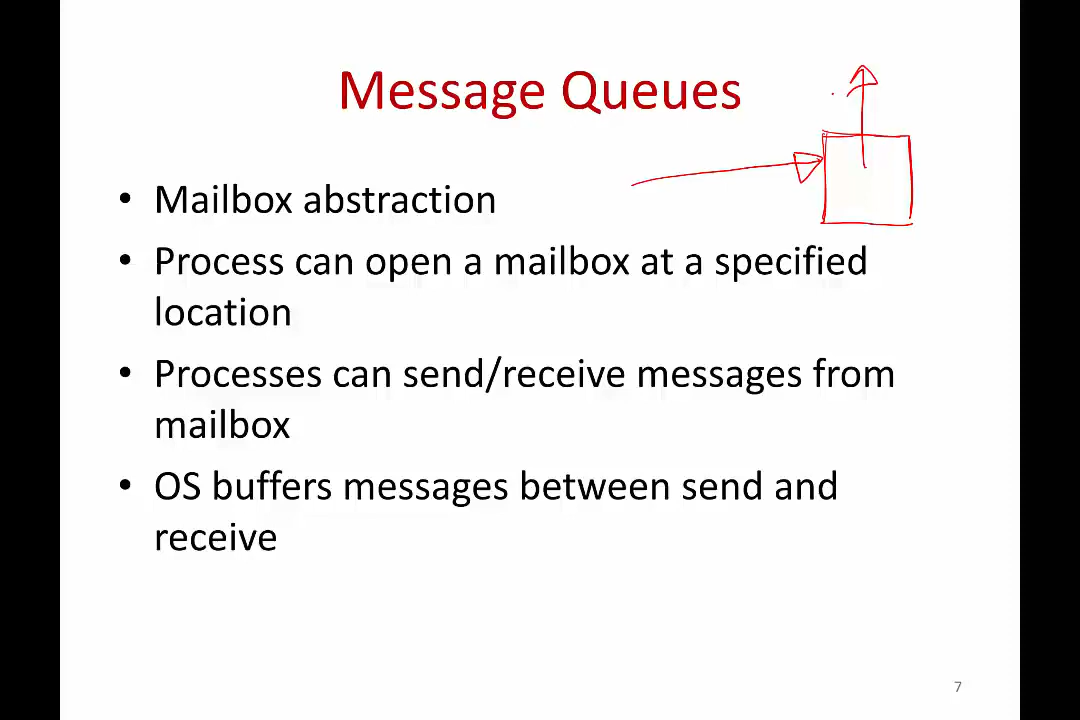 Message Queues
• Mailbox abstraction
• Process can open a mailbox at a specified
location
• Processes can send/receive messages from
mailbox
• OS buffers messages between send and
receive
7